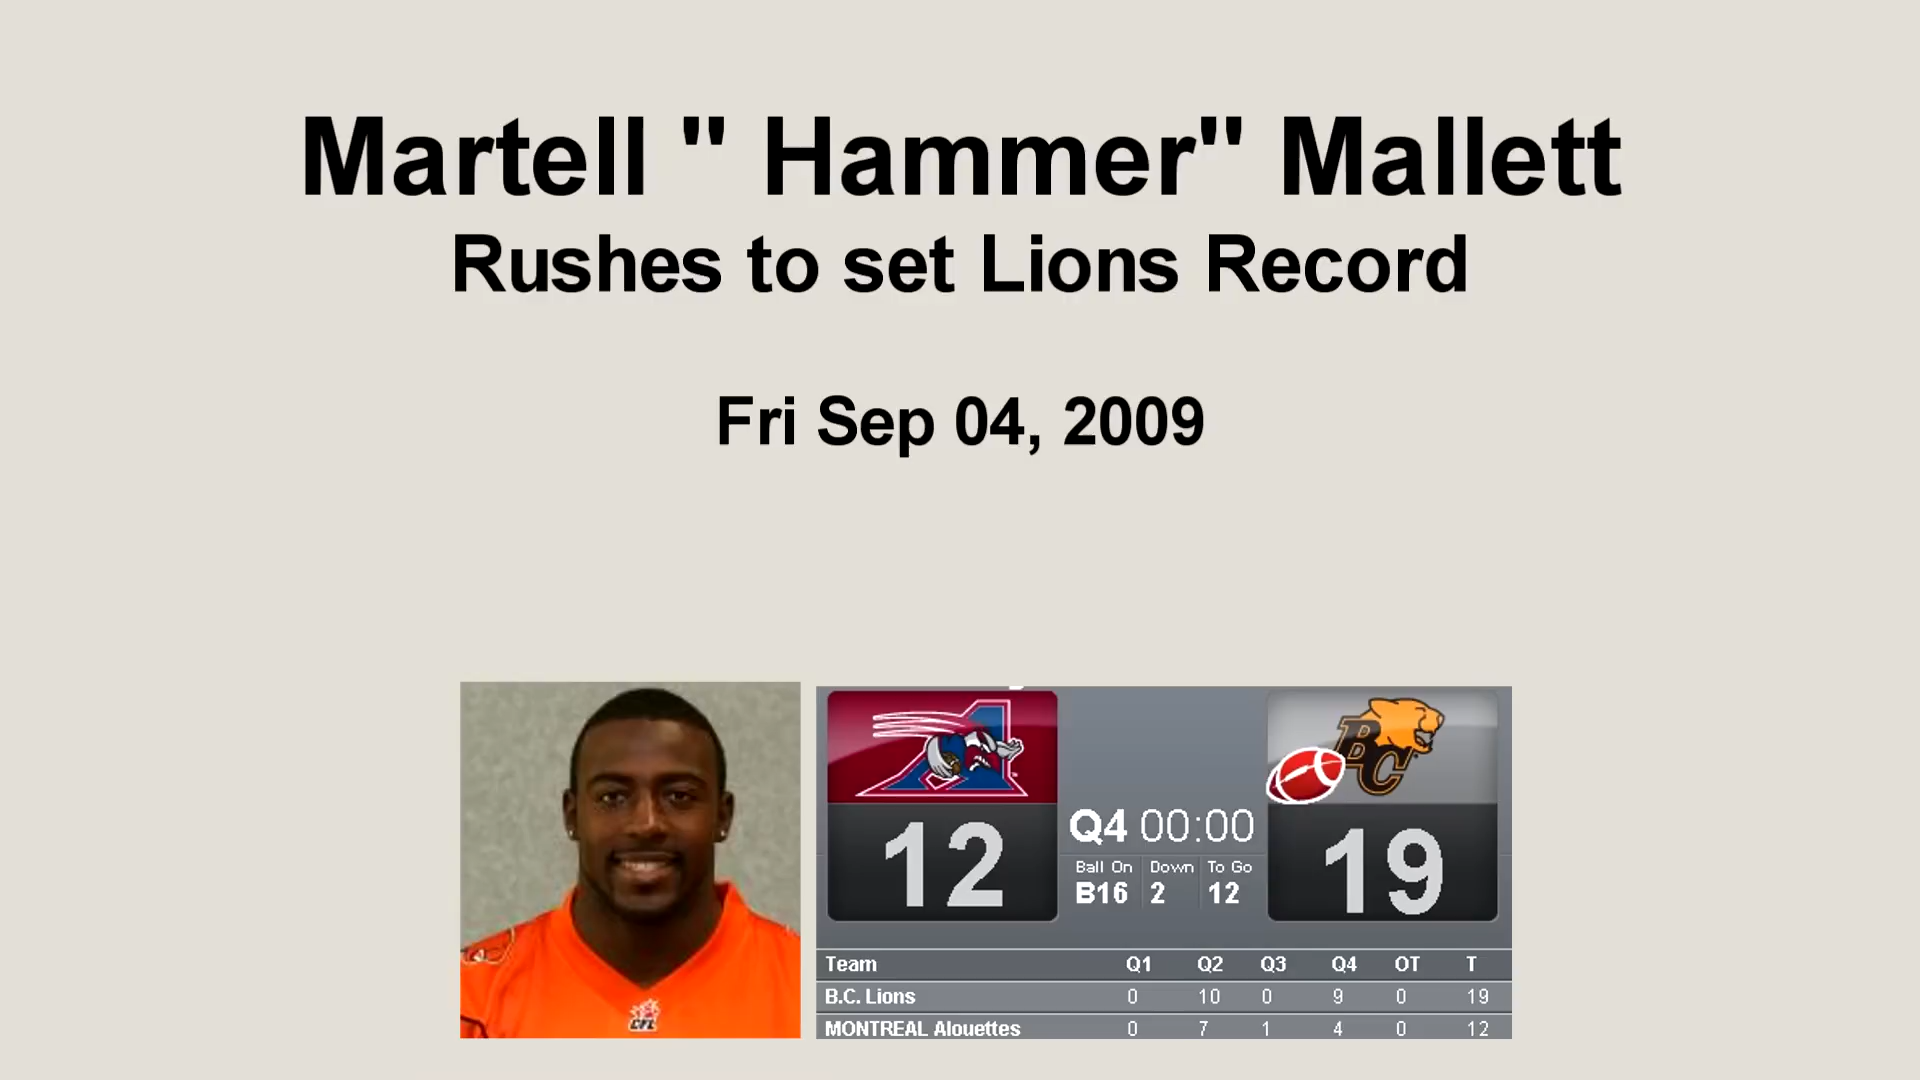 Martell " Hammer" Mallett
Rushes to set Lions Record
Fri Sep 04, 2009
12
Q4 00:00
Ball On Down To Go
B16 2 12
BC
19
Team Q1 Q2 Q3 Q4 OT T
B.C. Lions 0 10 0 9 0 19
MONTREAL Alouettes 0 7 1 4 0 12
CFL